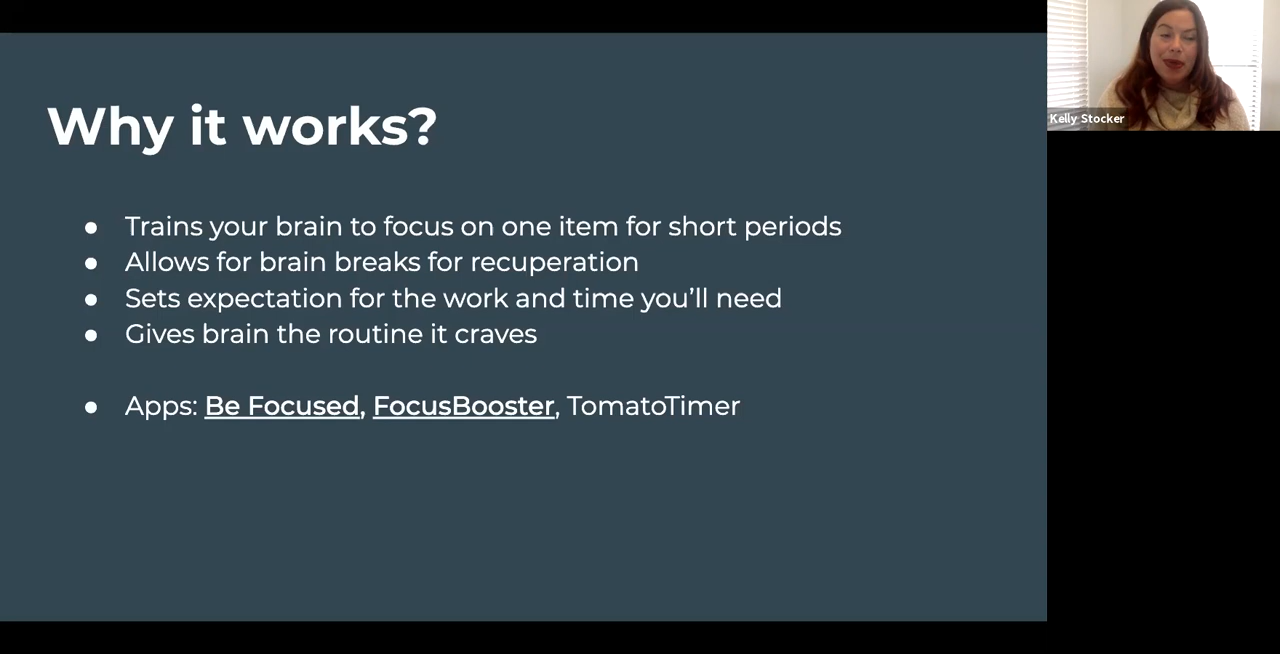 Why it works?
● Trains your brain to focus on one item for short periods
● Allows for brain breaks for recuperation
● Sets expectation for the work and time you’ll need
● Gives brain the routine it craves
● Apps: Be Focused, FocusBooster, TomatoTimer
Kelly Stocker